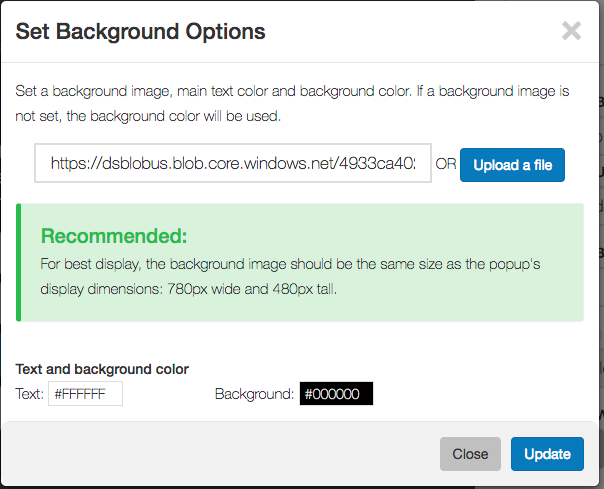 Set Background Options
Set a background image, main text color and background color. If a background image is
not set, the background color will be used.
https://dsblobus.blob.core.windows.net/4933ca402 OR Upload a file
Recommended:
For best display, the background image should be the same size as the popup's
display dimensions: 780px wide and 480px tall.
Text and background color
Text: #FFFFFF Background: #000000
Close Update